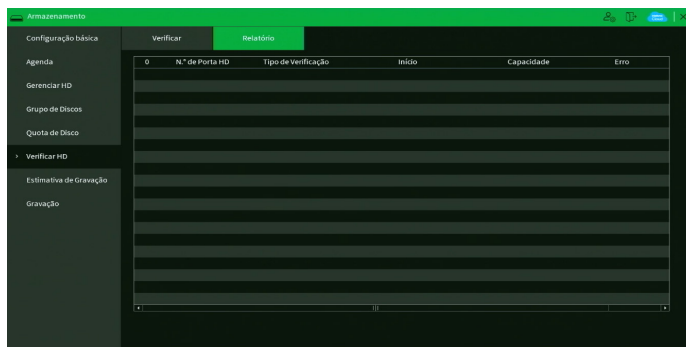 Armazenamento
Configuração básica
Verificar
Relatório
Agenda
0 N.º de Porta HD Tipo de Verificação Início Capacidade Erro
Gerenciar HD
Grupo de Discos
Quota de Disco
Verificar HD
Estimativa de Gravação
Gravação